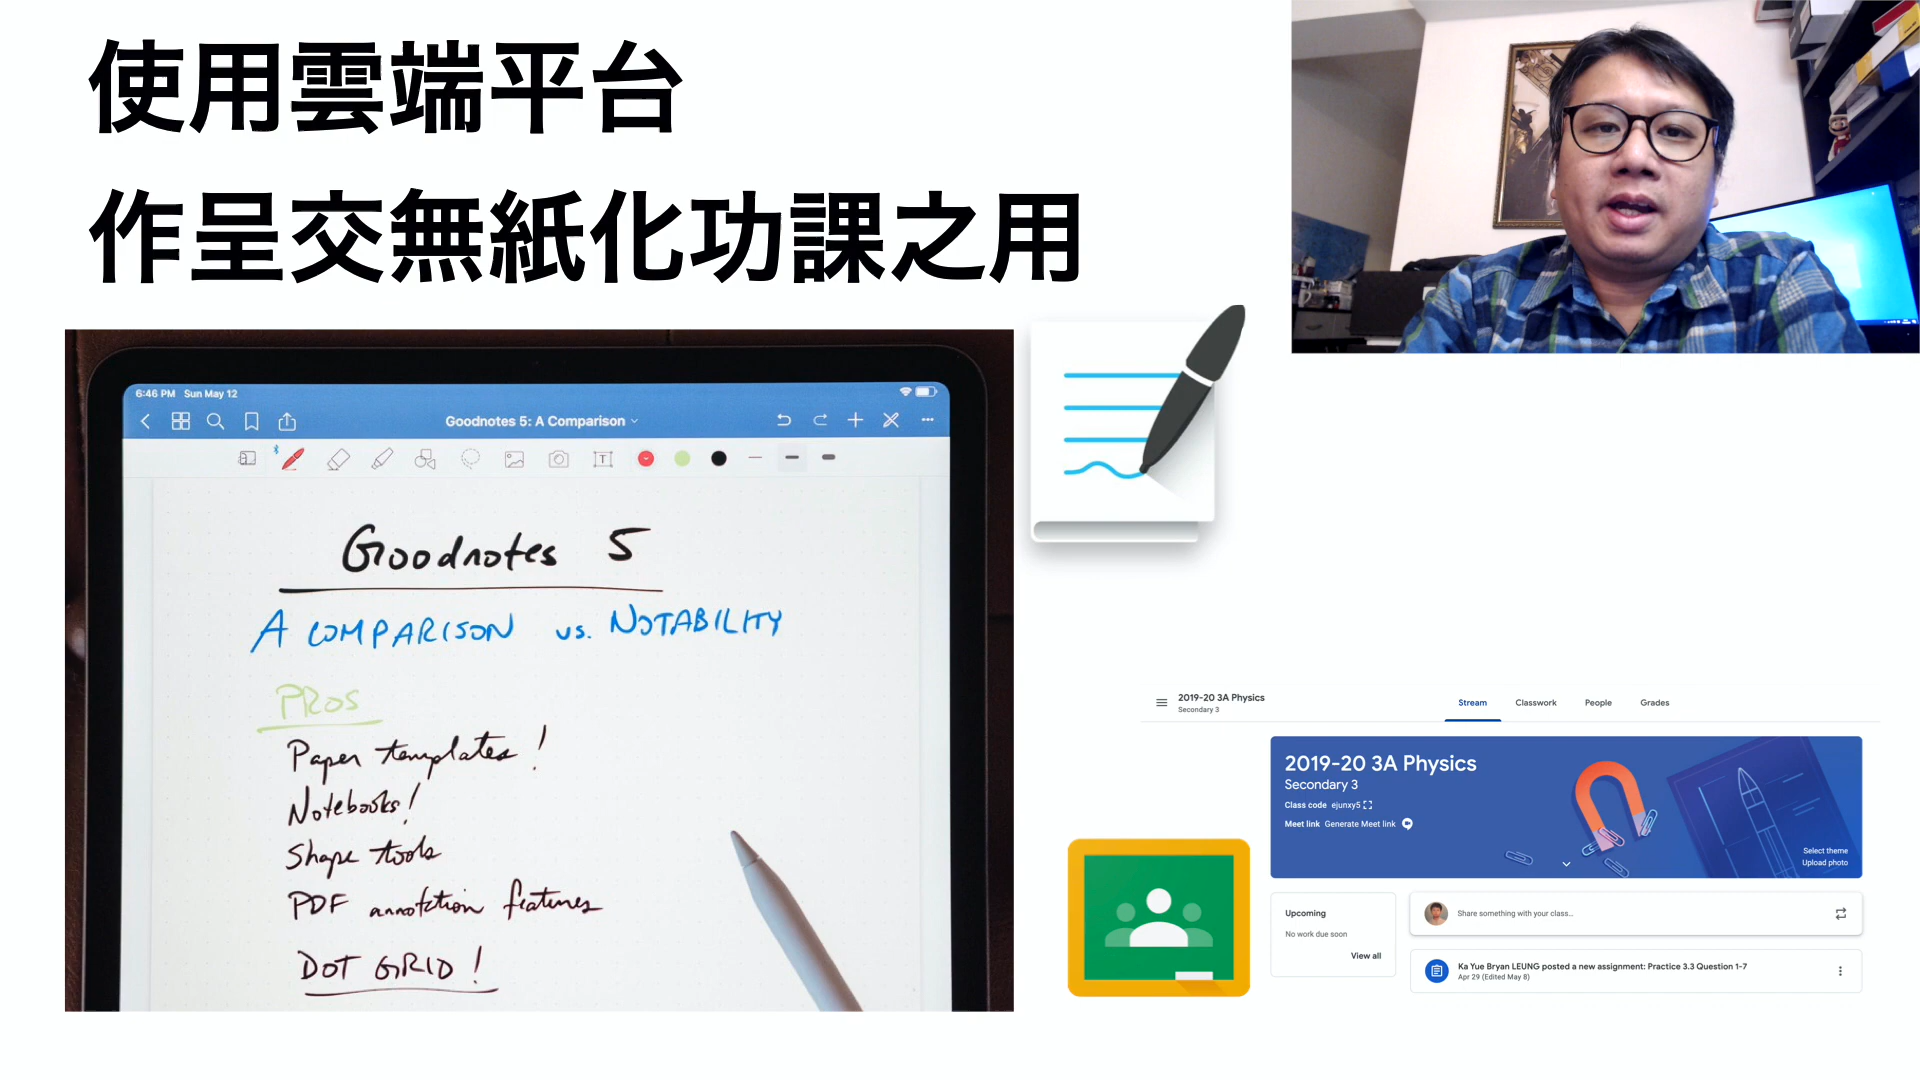 使用雲端平台
作呈交無紙化功課之用
6:46 PM Sun May 12
Goodnotes 5: A Comparison
T
Goodnotes 5
A COMPARISON vs. NOTABILITY
PROS
Paper templates!
Notebooks!
Shape tools
PDF annotation features
DOT GRID!
2019-20 3A Physics
Secondary 3
Stream Classwork People Grades
2019-20 3A Physics
Secondary 3
Class code ejunxy5
Meet link Generate Meet link
Select theme
Upload photo
Upcoming
No work due soon
View all
Share something with your class...
Ka Yue Bryan LEUNG posted a new assignment: Practice 3.3 Question 1-7
Apr 29 (Edited May 8)